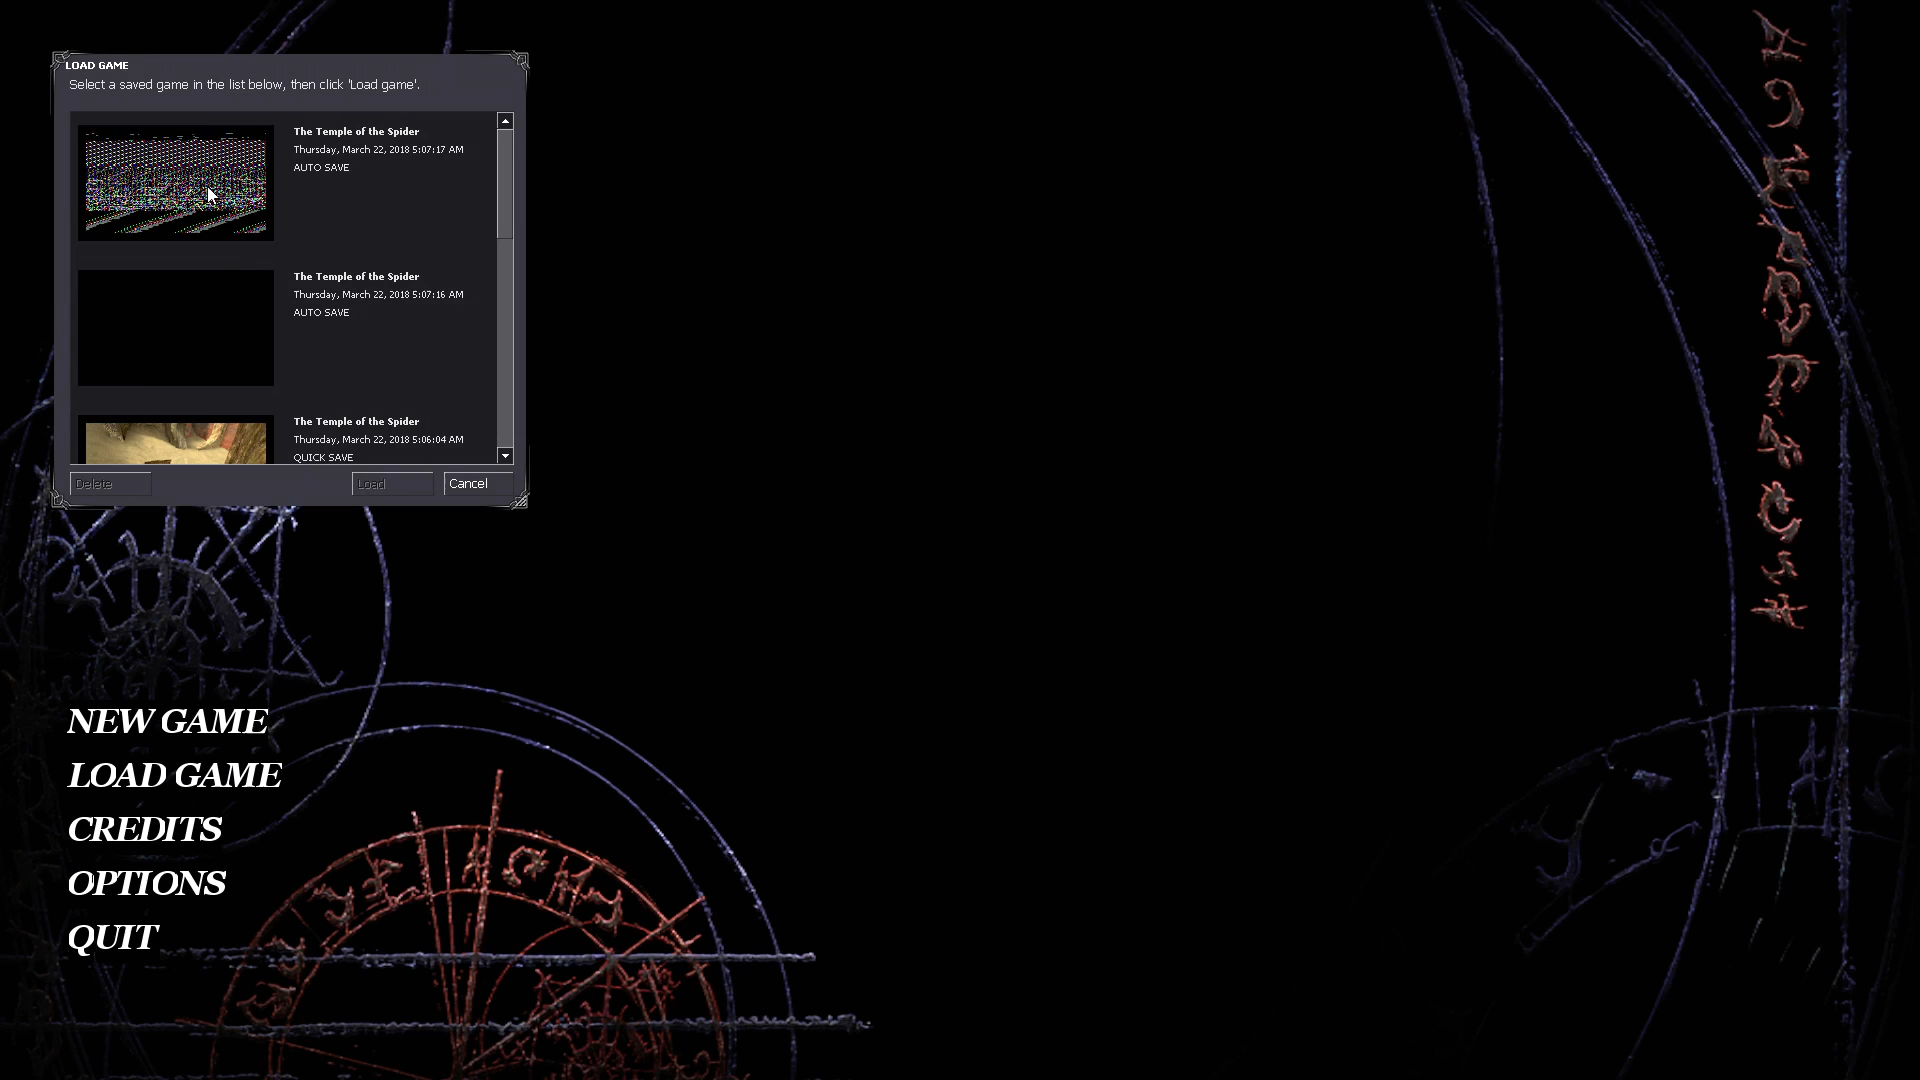 LOAD GAME
Select a saved game in the list below, then click 'Load game'.
The Temple of the Spider
Thursday, March 22, 2018 5:07:17 AM
AUTO SAVE
The Temple of the Spider
Thursday, March 22, 2018 5:07:16 AM
AUTO SAVE
The Temple of the Spider
Thursday, March 22, 2018 5:06:04 AM
QUICK SAVE
Delete
Load
Cancel
NEW GAME
LOAD GAME
CREDITS
OPTIONS
QUIT